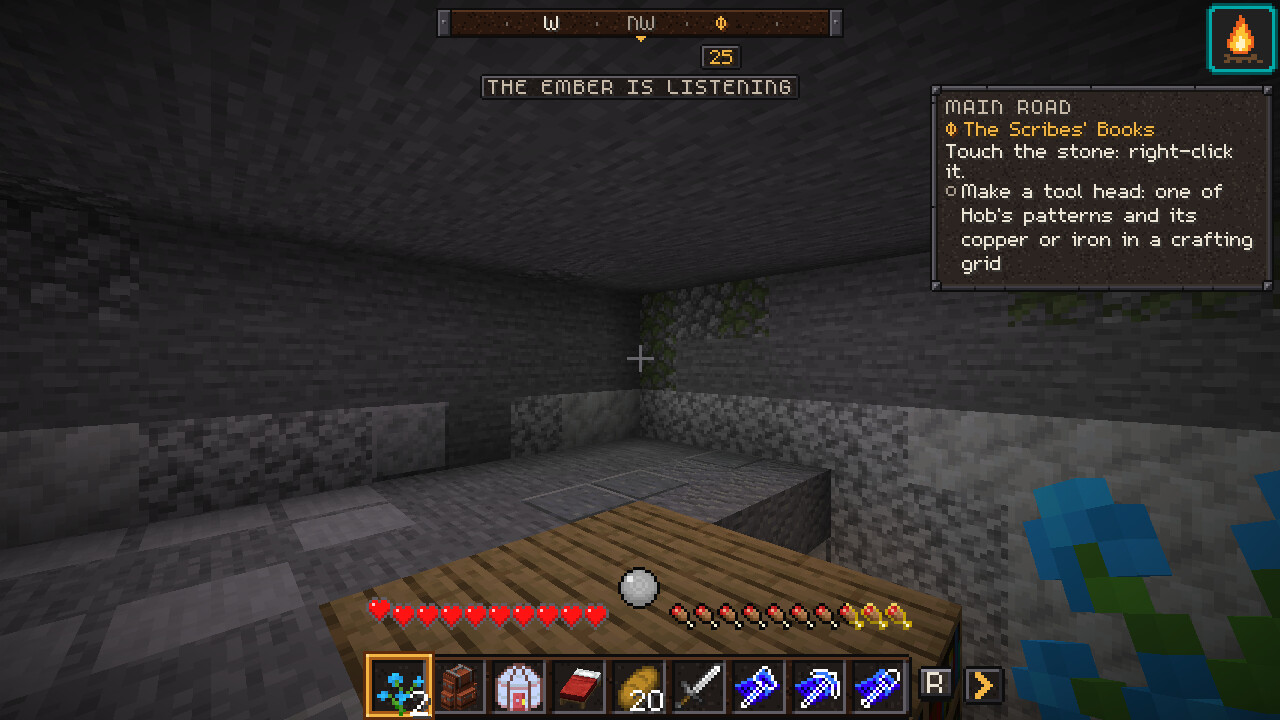 W NW
25
THE EMBER IS LISTENING
MAIN ROAD
The Scribes' Books
Touch the stone: right-click
it.
Make a tool head: one of
Hob's patterns and its
copper or iron in a crafting
grid
2
20
R